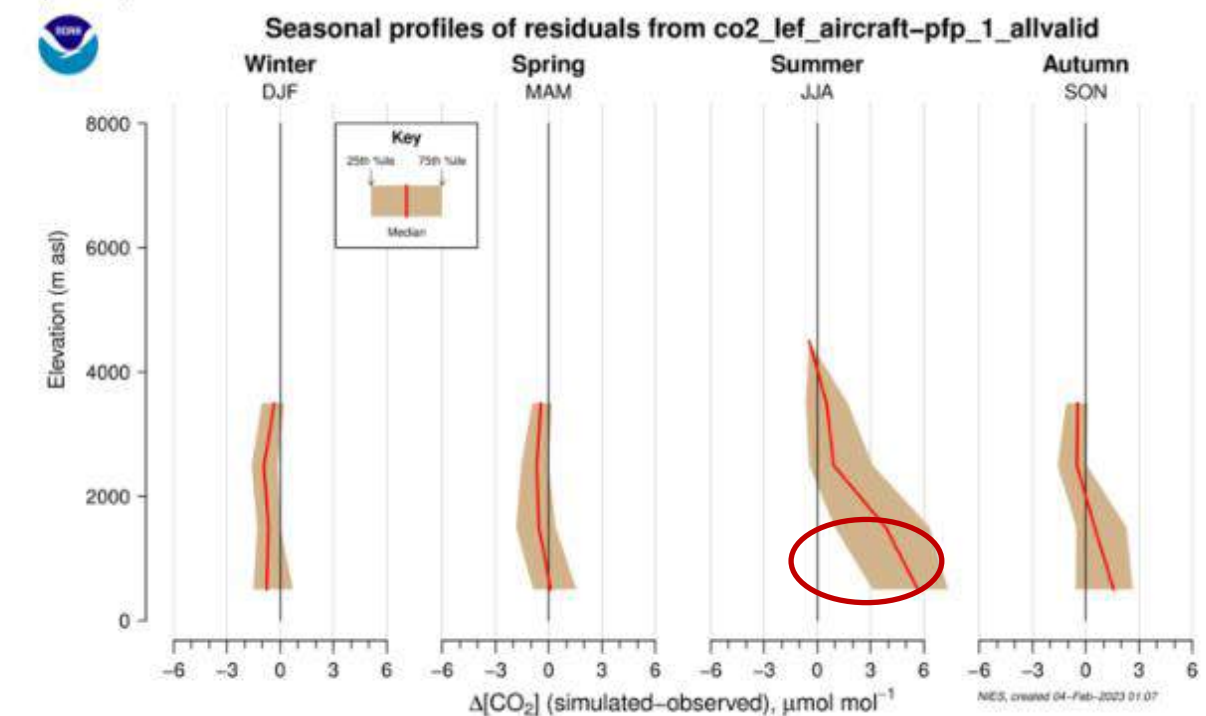 NOAA
Seasonal profiles of residuals from co2_lef_aircraft−pfp_1_allvalid
Winter Spring Summer Autumn
DJF MAM JJA SON
8000
6000
4000
2000
0
Elevation (m asl)
Key
25th %ile 75th %ile
Median
−6 −3 0 3 6 −6 −3 0 3 6 −6 −3 0 3 6 −6 −3 0 3 6
Δ[CO₂] (simulated−observed), μmol mol⁻¹
NIES, created 04−Feb−2023 01:07